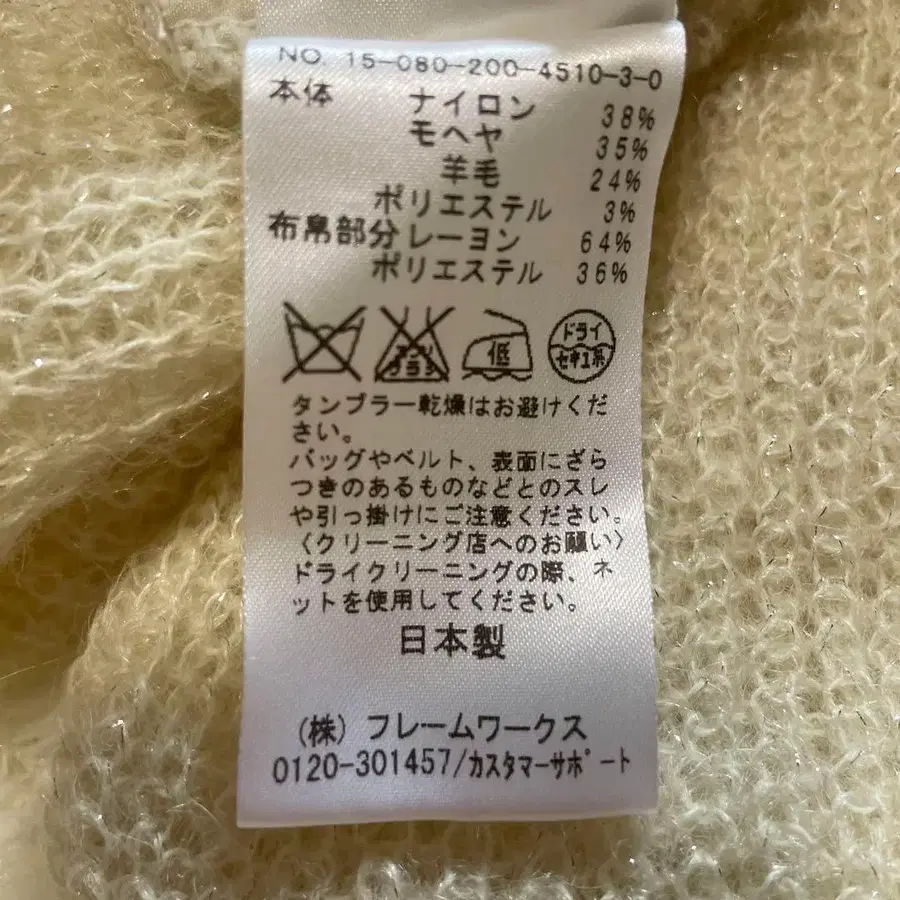 NO. 15-080-200-4510-3-0
本体 ナイロン 38%
モヘヤ 35%
羊毛 24%
ポリエステル 3%
布帛部分 レーヨン 64%
ポリエステル 36%
エンソ サラシ 低 ドライ セキユ系
タンブラー乾燥はお避けくだ
さい。
バッグやベルト、表面にざら
つきのあるものなどとのスレ
や引っ掛けにご注意ください。
〈クリーニング店へのお願い〉
ドライクリーニングの際、ネ
ットを使用してください。
日本製
(株) フレームワークス
0120-301457/カスタマーサポート